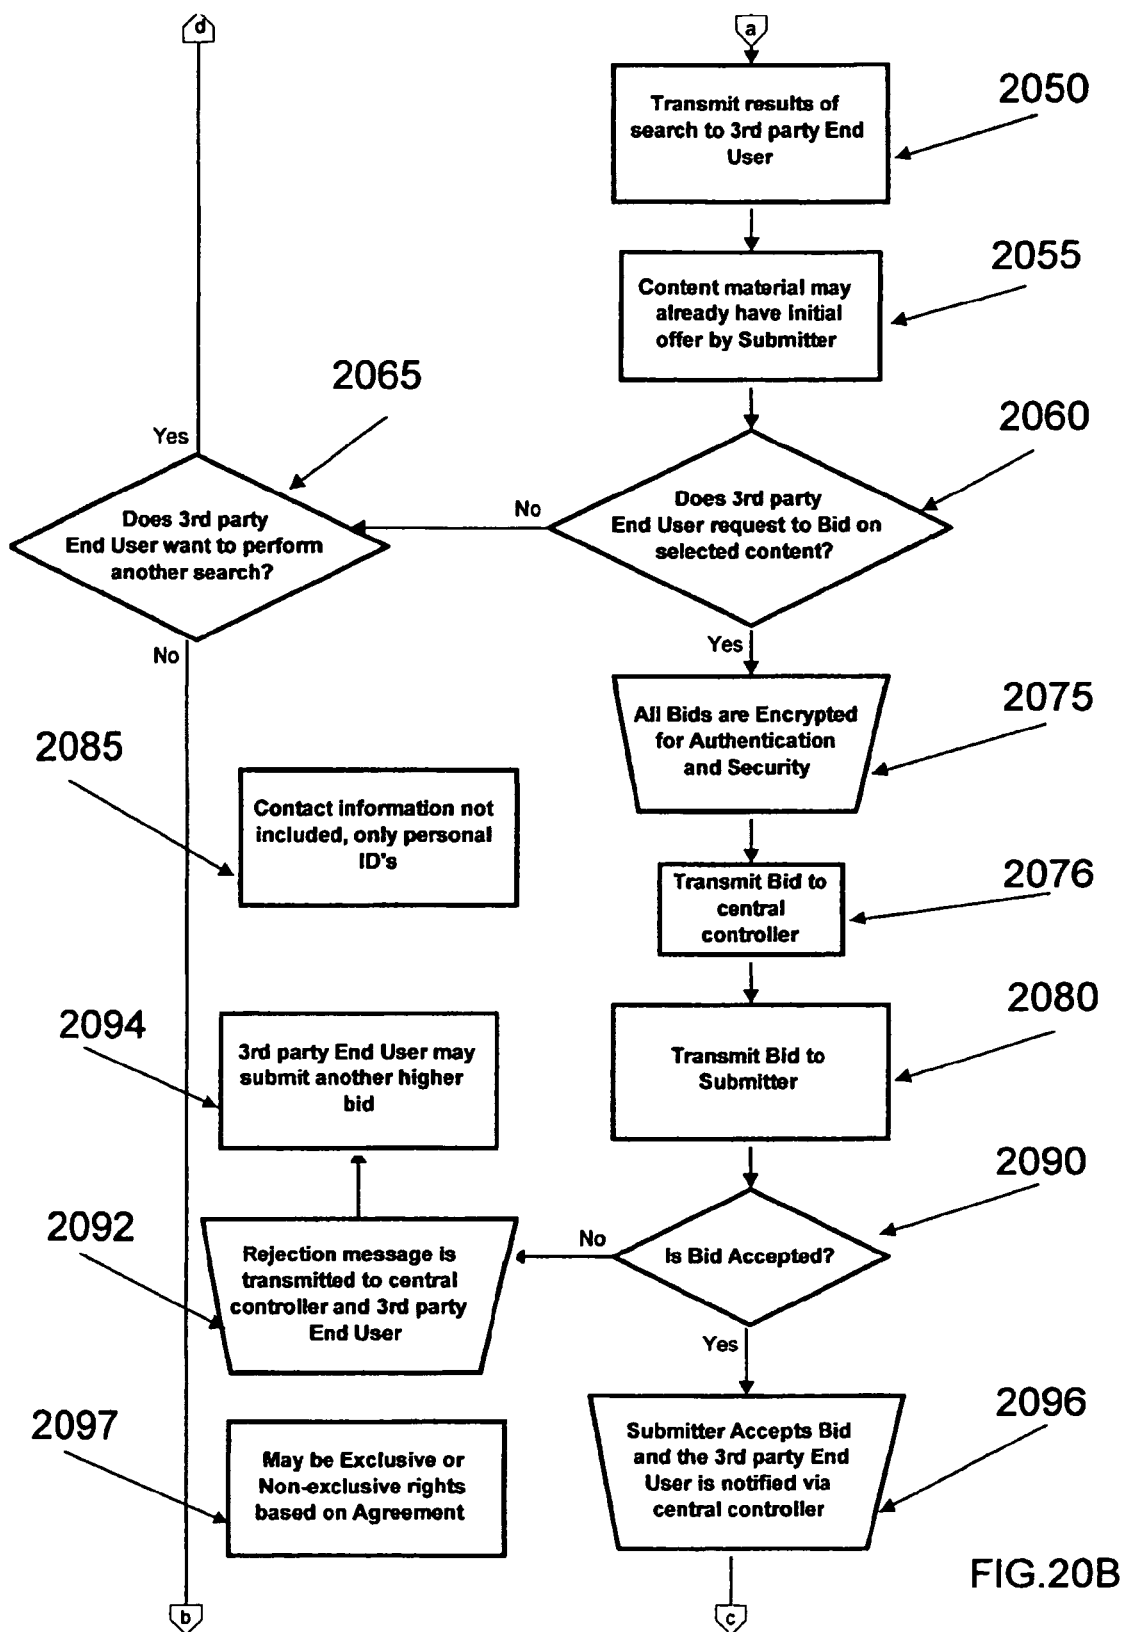 d
a
Transmit results of
search to 3rd party End
User
2050
Content material may
already have initial
offer by Submitter
2055
2065
2060
Yes
Does 3rd party
End User want to perform
another search?
No
Does 3rd party
End User request to Bid on
selected content?
No
Yes
All Bids are Encrypted
for Authentication
and Security
2075
2085
Contact information not
included, only personal
ID's
Transmit Bid to
central
controller
2076
2094
3rd party End User may
submit another higher
bid
Transmit Bid to
Submitter
2080
2090
2092
Rejection message is
transmitted to central
controller and 3rd party
End User
No
Is Bid Accepted?
Yes
2097
May be Exclusive or
Non-exclusive rights
based on Agreement
Submitter Accepts Bid
and the 3rd party End
User is notified via
central controller
2096
FIG.20B
b
c